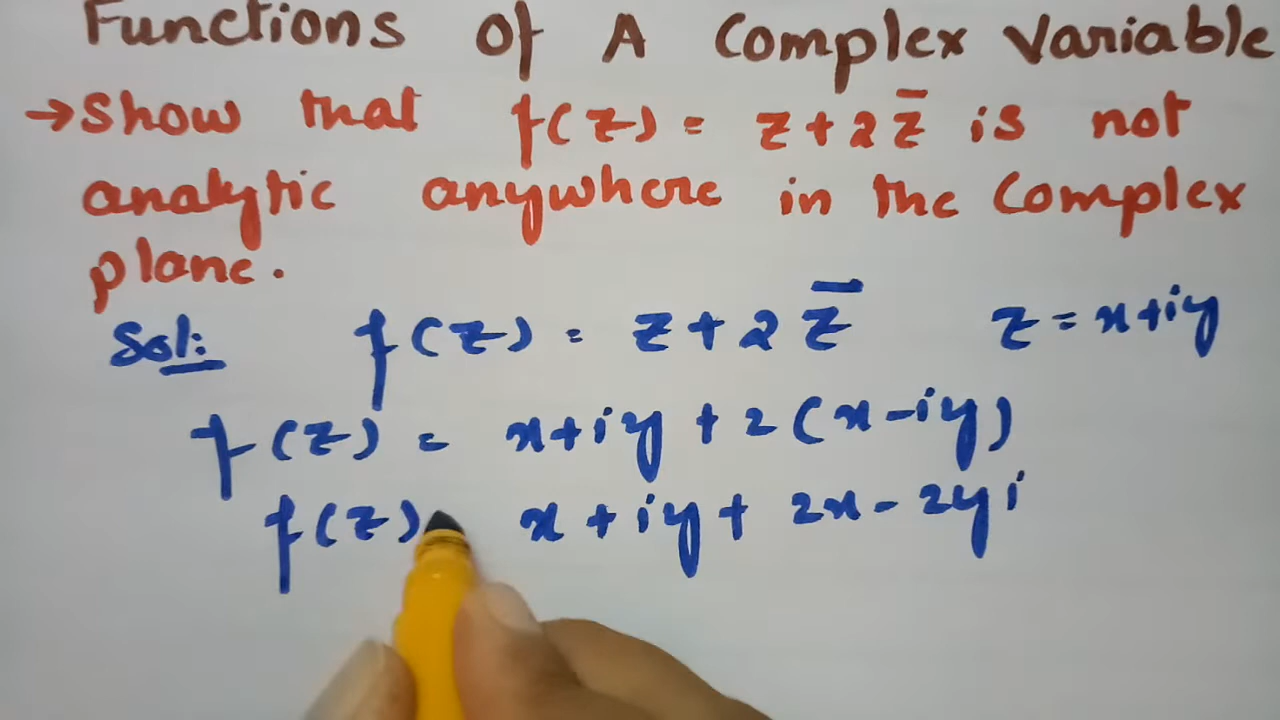 Functions Of A Complex Variable
→ Show that f(z) = z + 2z̅ is not
analytic anywhere in the Complex
plane.
Sol: f(z) = z + 2z̅ z = x+iy
f(z) = x+iy + 2(x-iy)
f(z) x + iy + 2x - 2yi